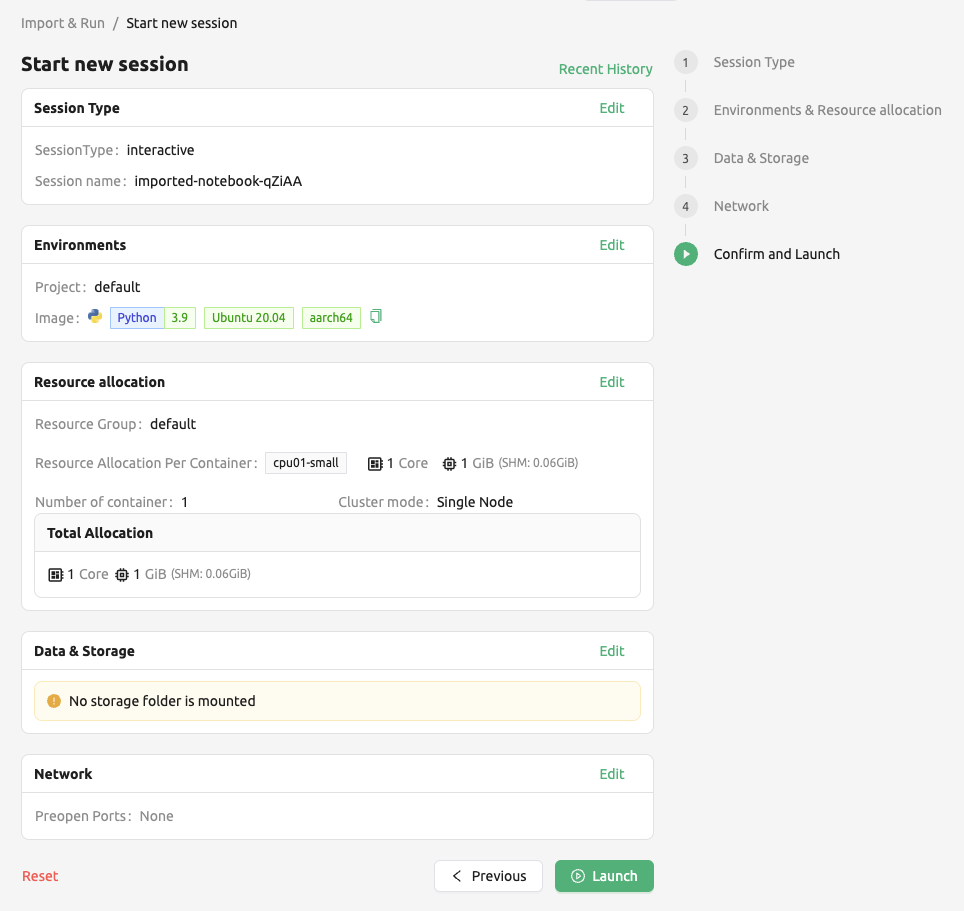 Import & Run / Start new session
Start new session
Recent History
Session Type Edit
SessionType: interactive
Session name: imported-notebook-qZiAA
Environments Edit
Project: default
Image: Python 3.9 Ubuntu 20.04 aarch64
Resource allocation Edit
Resource Group: default
Resource Allocation Per Container: cpu01-small 1 Core 1 GiB (SHM: 0.06GiB)
Number of container: 1 Cluster mode: Single Node
Total Allocation
1 Core 1 GiB (SHM: 0.06GiB)
Data & Storage Edit
No storage folder is mounted
Network Edit
Preopen Ports: None
Reset Previous Launch
1 Session Type
2 Environments & Resource allocation
3 Data & Storage
4 Network
Confirm and Launch